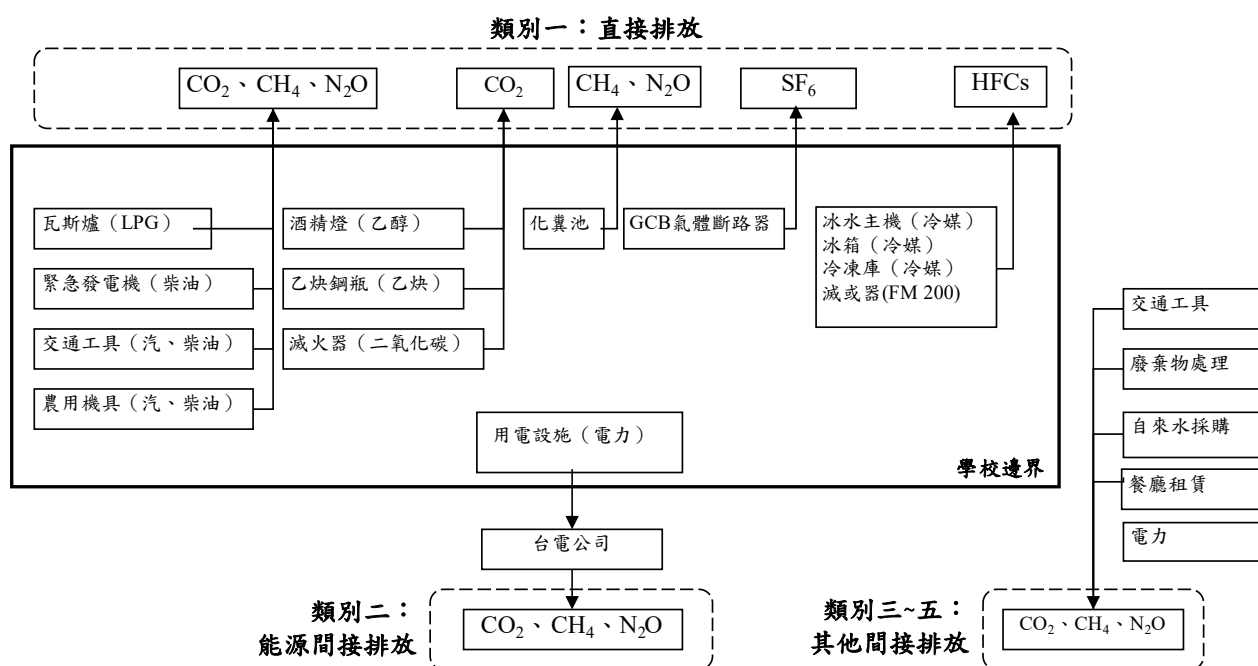 類別一：直接排放
CO₂、CH₄、N₂O
CO₂
CH₄、N₂O
SF₆
HFCs
瓦斯爐（LPG）
酒精燈（乙醇）
化糞池
GCB氣體斷路器
冰水主機（冷媒）
冰箱（冷媒）
冷凍庫（冷媒）
滅或器(FM 200)
緊急發電機（柴油）
乙炔鋼瓶（乙炔）
交通工具（汽、柴油）
滅火器（二氧化碳）
農用機具（汽、柴油）
用電設施（電力）
學校邊界
交通工具
廢棄物處理
自來水採購
餐廳租賃
電力
台電公司
類別二：
能源間接排放
CO₂、CH₄、N₂O
類別三~五：
其他間接排放
CO₂、CH₄、N₂O